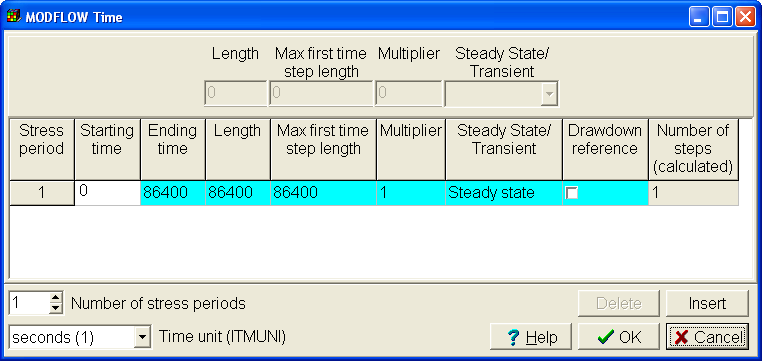 MODFLOW Time
Length Max first time step length Multiplier Steady State/ Transient
0 0 0
Stress period Starting time Ending time Length Max first time step length Multiplier Steady State/ Transient Drawdown reference Number of steps (calculated)
1 0 86400 86400 86400 1 Steady state 1
1 Number of stress periods Delete Insert
seconds (1) Time unit (ITMUNI) ? Help OK Cancel